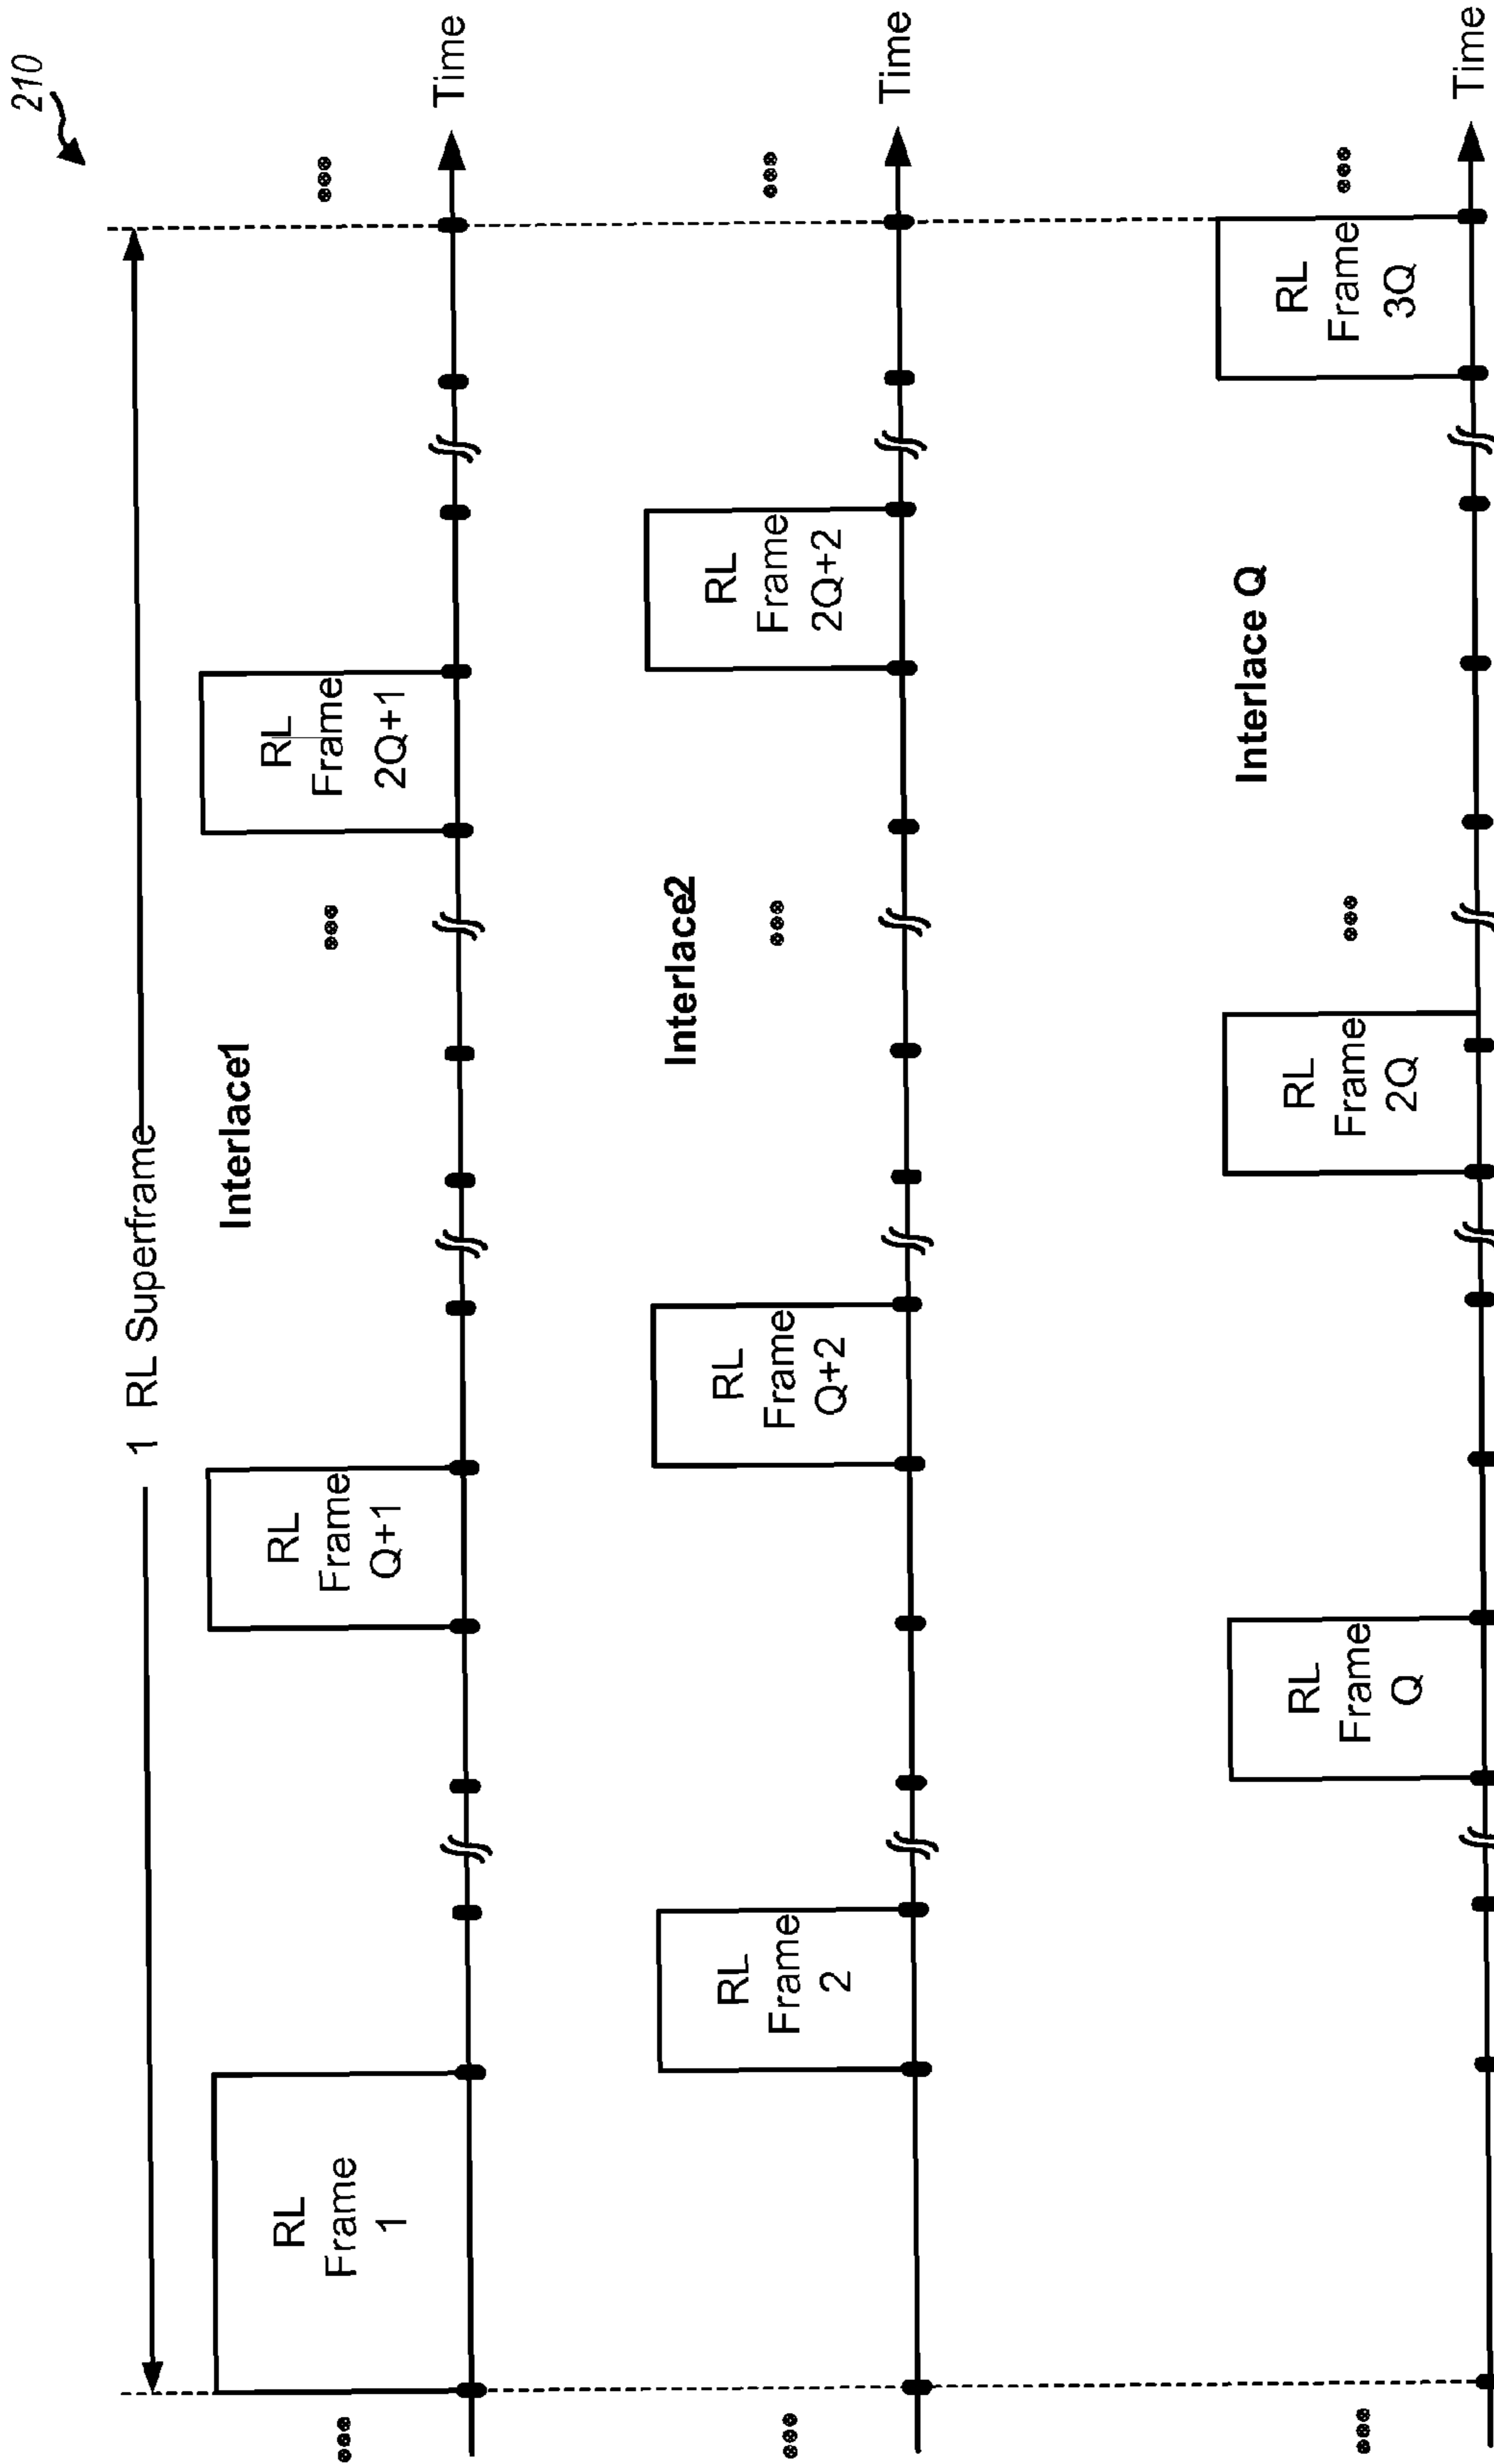 210
1 RL Superframe
Interlace1
RL
Frame
1
RL
Frame
Q+1
RL
Frame
2Q+1
Time
Interlace2
RL
Frame
2
RL
Frame
Q+2
RL
Frame
2Q+2
Time
Interlace Q
RL
Frame
Q
RL
Frame
2Q
RL
Frame
3Q
Time